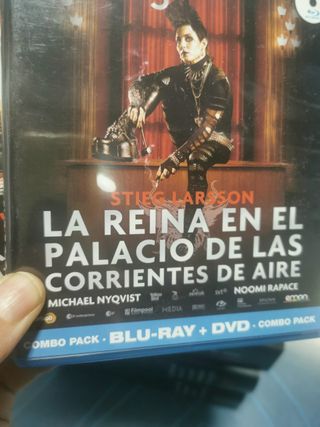 STIEG LARSSON
LA REINA EN EL
PALACIO DE LAS
CORRIENTES DE AIRE
MICHAEL NYQVIST
NOOMI RAPACE
Filmpool
COMBO PACK · BLU-RAY + DVD · COMBO PACK